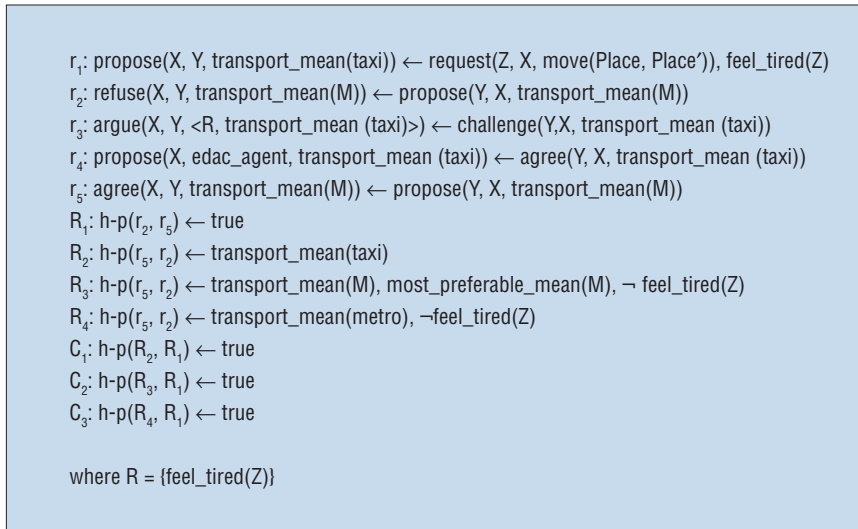 r₁: propose(X, Y, transport_mean(taxi)) ← request(Z, X, move(Place, Place′)), feel_tired(Z)
r₂: refuse(X, Y, transport_mean(M)) ← propose(Y, X, transport_mean(M))
r₃: argue(X, Y, <R, transport_mean (taxi)>) ← challenge(Y,X, transport_mean (taxi))
r₄: propose(X, edac_agent, transport_mean (taxi)) ← agree(Y, X, transport_mean (taxi))
r₅: agree(X, Y, transport_mean(M)) ← propose(Y, X, transport_mean(M))
R₁: h-p(r₂, r₅) ← true
R₂: h-p(r₅, r₂) ← transport_mean(taxi)
R₃: h-p(r₅, r₂) ← transport_mean(M), most_preferable_mean(M), ¬ feel_tired(Z)
R₄: h-p(r₅, r₂) ← transport_mean(metro), ¬feel_tired(Z)
C₁: h-p(R₂, R₁) ← true
C₂: h-p(R₃, R₁) ← true
C₃: h-p(R₄, R₁) ← true
where R = {feel_tired(Z)}